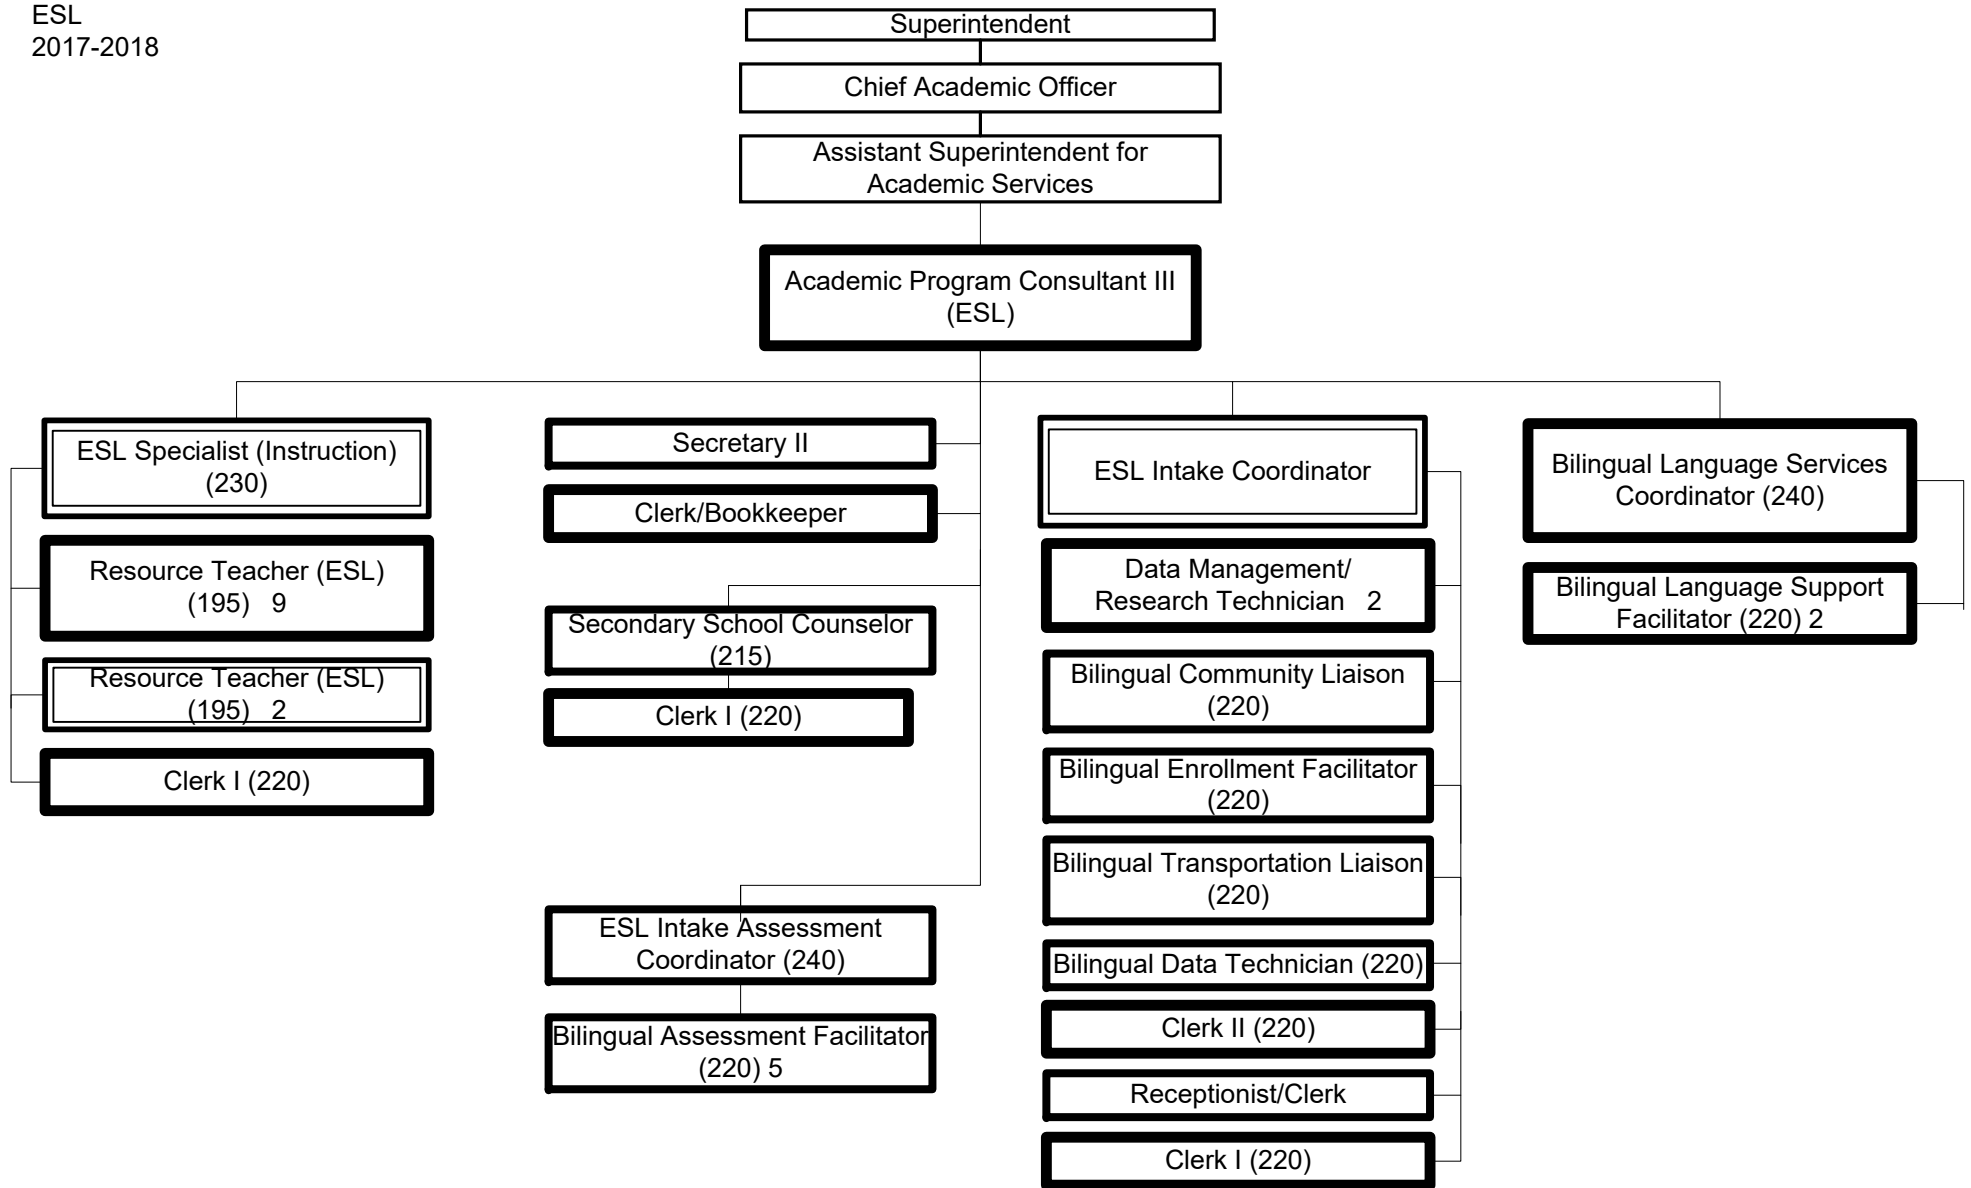 ESL
2017-2018
Superintendent
Chief Academic Officer
Assistant Superintendent for
Academic Services
Academic Program Consultant III
(ESL)
ESL Specialist (Instruction)
(230)
Resource Teacher (ESL)
(195) 9
Resource Teacher (ESL)
(195) 2
Clerk I (220)
Secretary II
Clerk/Bookkeeper
Secondary School Counselor
(215)
Clerk I (220)
ESL Intake Assessment
Coordinator (240)
Bilingual Assessment Facilitator
(220) 5
ESL Intake Coordinator
Data Management/
Research Technician 2
Bilingual Community Liaison
(220)
Bilingual Enrollment Facilitator
(220)
Bilingual Transportation Liaison
(220)
Bilingual Data Technician (220)
Clerk II (220)
Receptionist/Clerk
Clerk I (220)
Bilingual Language Services
Coordinator (240)
Bilingual Language Support
Facilitator (220) 2